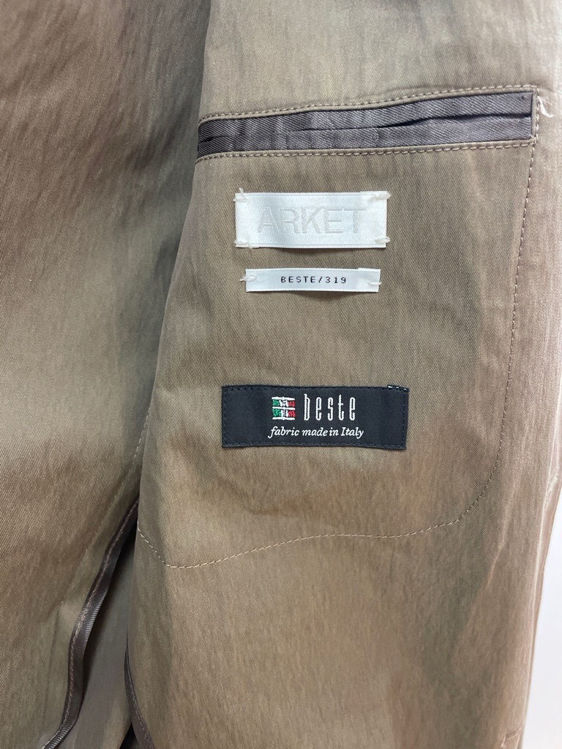 ARKET
BESTE/319
beste
fabric made in Italy